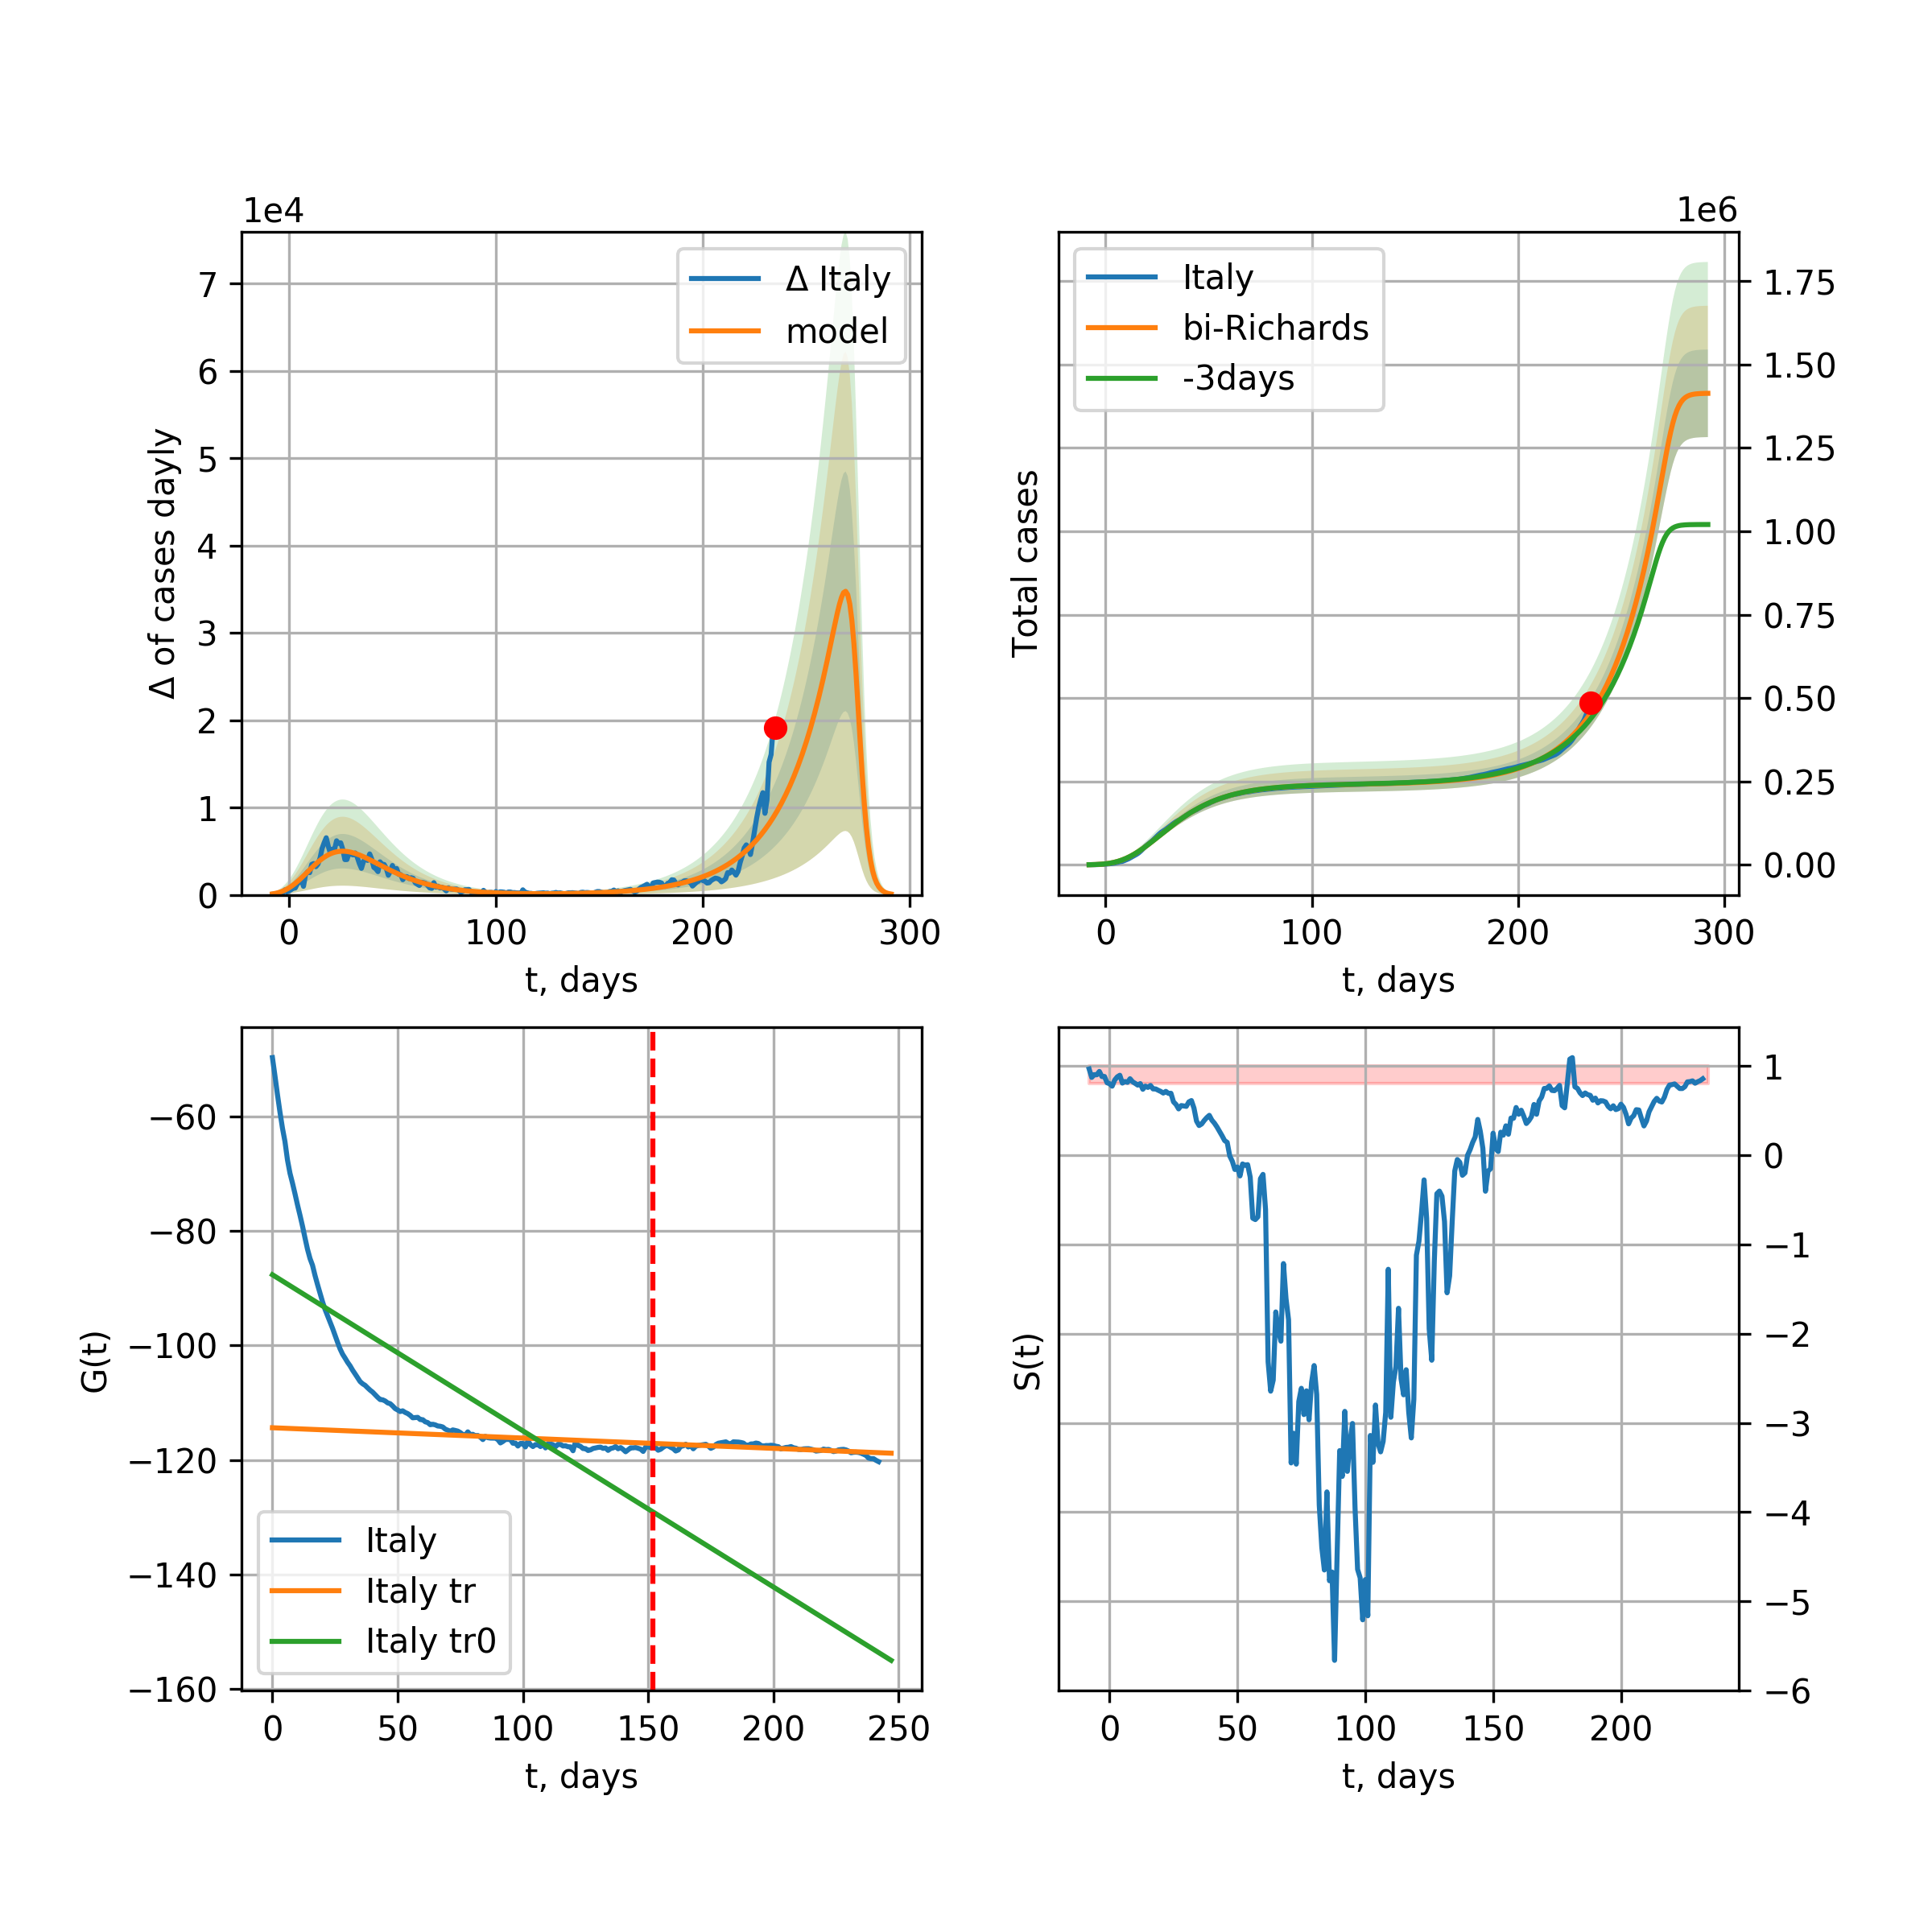 1e4
Δ of cases dayly
7
6
5
4
3
2
1
0
Δ Italy
model
0 100 200 300
t, days
1e6
Total cases
Italy
bi-Richards
-3days
1.75
1.50
1.25
1.00
0.75
0.50
0.25
0.00
0 100 200 300
t, days
G(t)
−60
−80
−100
−120
−140
−160
Italy
Italy tr
Italy tr0
0 50 100 150 200 250
t, days
S(t)
1
0
−1
−2
−3
−4
−5
−6
0 50 100 150 200
t, days